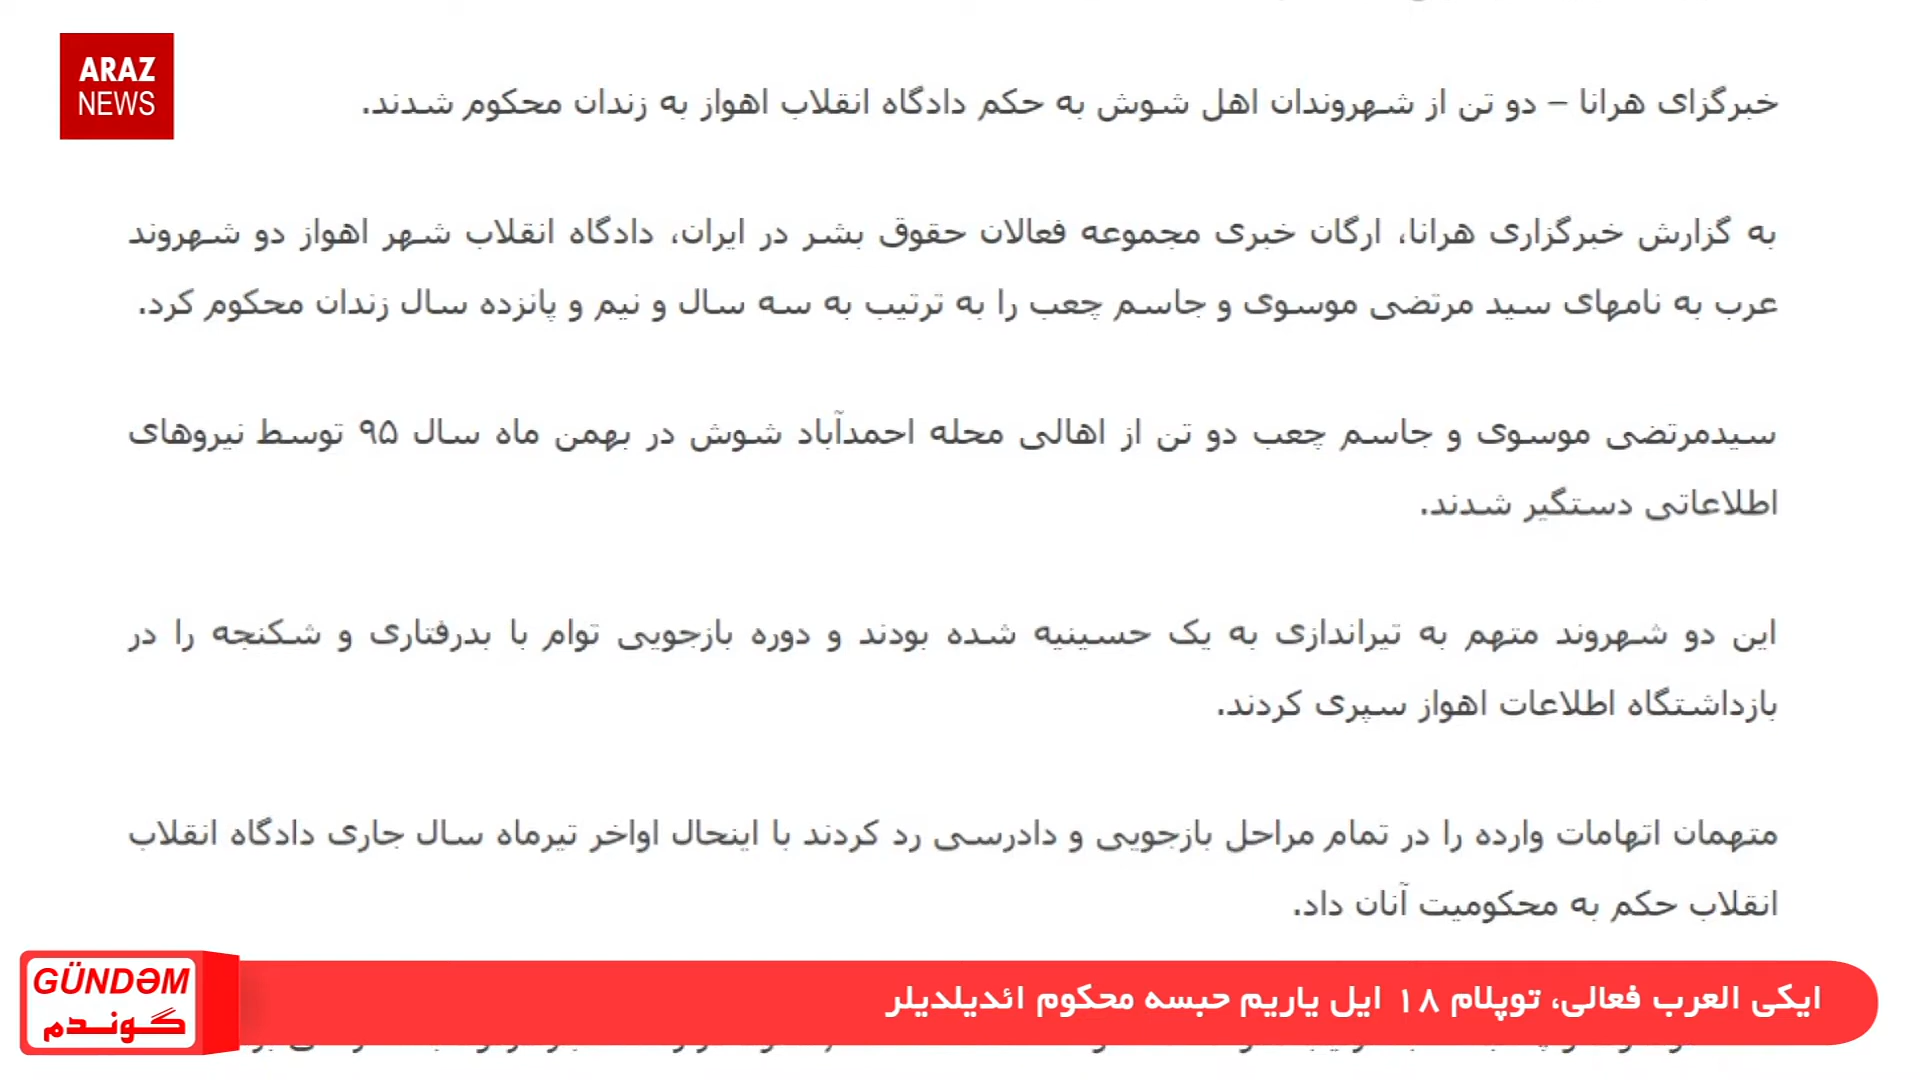 ARAZ
NEWS
خبرگزای هرانا – دو تن از شهروندان اهل شوش به حکم دادگاه انقلاب اهواز به زندان محکوم شدند.
به گزارش خبرگزاری هرانا، ارگان خبری مجموعه فعالان حقوق بشر در ایران، دادگاه انقلاب شهر اهواز دو شهروند
عرب به نامهای سید مرتضی موسوی و جاسم چعب را به ترتیب به سه سال و نیم و پانزده سال زندان محکوم کرد.
سیدمرتضی موسوی و جاسم چعب دو تن از اهالی محله احمدآباد شوش در بهمن ماه سال ۹۵ توسط نیروهای
اطلاعاتی دستگیر شدند.
این دو شهروند متهم به تیراندازی به یک حسینیه شده بودند و دوره بازجویی توام با بدرفتاری و شکنجه را در
بازداشتگاه اطلاعات اهواز سپری کردند.
متهمان اتهامات وارده را در تمام مراحل بازجویی و دادرسی رد کردند با اینحال اواخر تیرماه سال جاری دادگاه انقلاب
انقلاب حکم به محکومیت آنان داد.
GÜNDƏM
گوندم
ایکی العرب فعالی، توپلام ۱۸ ایل یاریم حبسه محکوم ائدیلدیلر